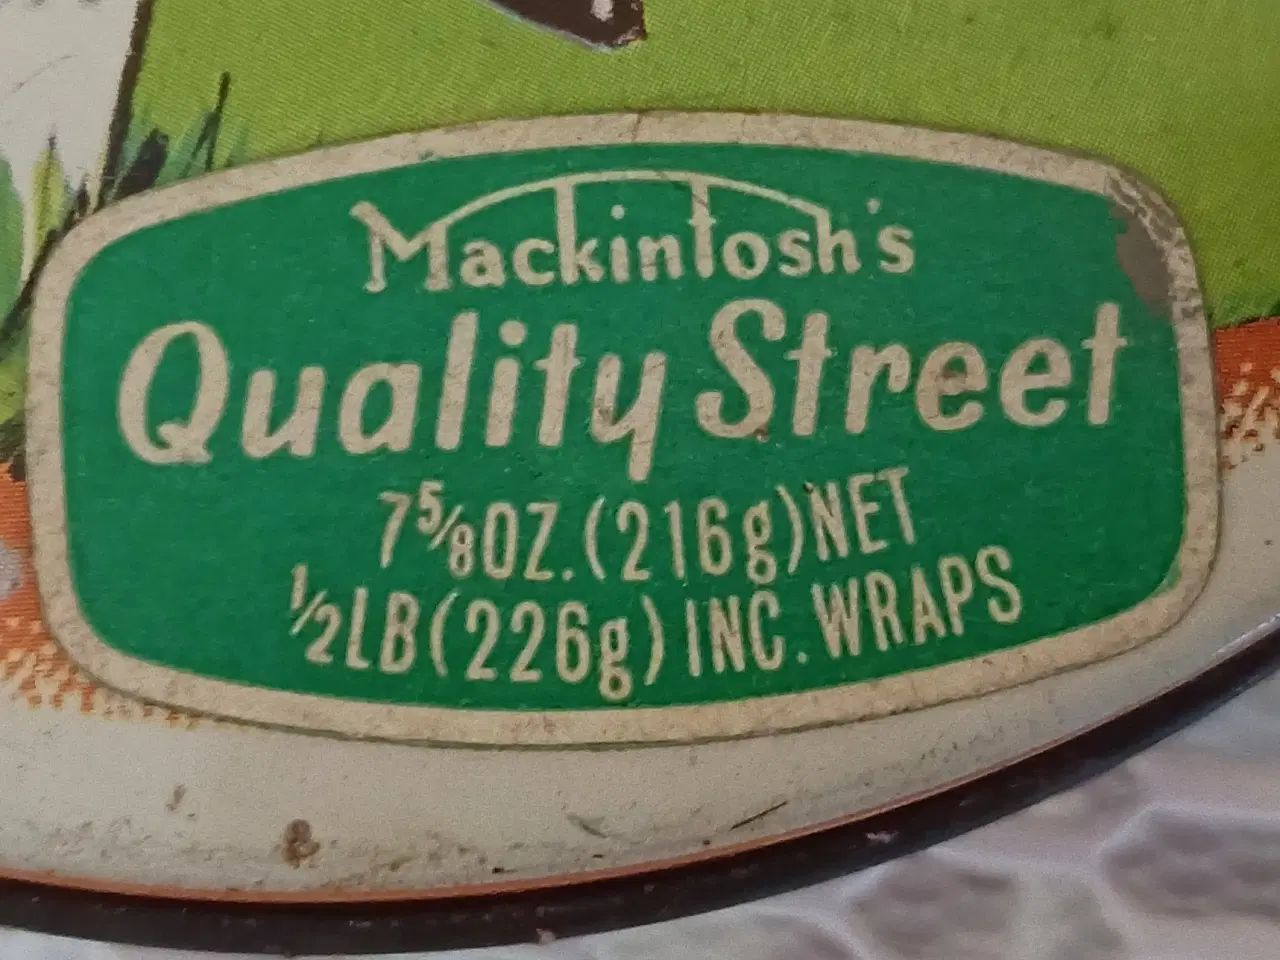 Mackintosh's
Quality Street
7⅝OZ.(216g)NET
½LB(226g) INC. WRAPS